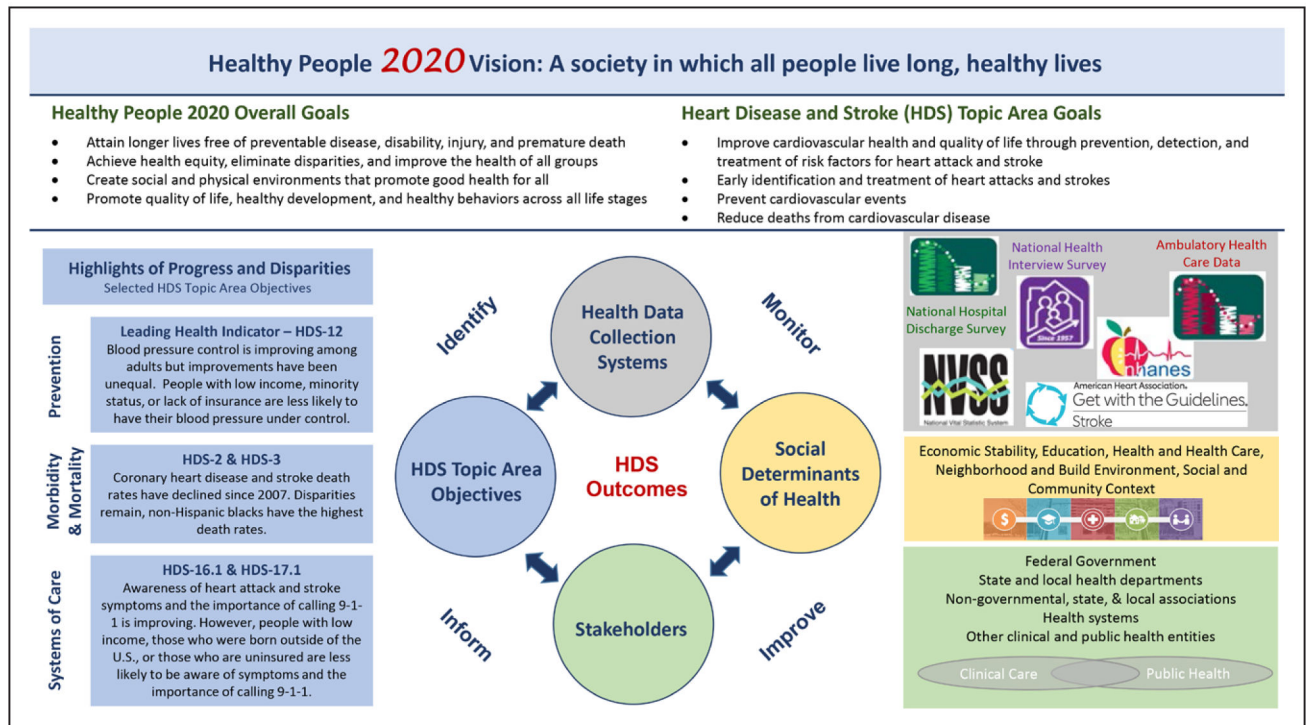 Healthy People 2020 Vision: A society in which all people live long, healthy lives
Healthy People 2020 Overall Goals
• Attain longer lives free of preventable disease, disability, injury, and premature death
• Achieve health equity, eliminate disparities, and improve the health of all groups
• Create social and physical environments that promote good health for all
• Promote quality of life, healthy development, and healthy behaviors across all life stages
Heart Disease and Stroke (HDS) Topic Area Goals
• Improve cardiovascular health and quality of life through prevention, detection, and
treatment of risk factors for heart attack and stroke
• Early identification and treatment of heart attacks and strokes
• Prevent cardiovascular events
• Reduce deaths from cardiovascular disease
Highlights of Progress and Disparities
Selected HDS Topic Area Objectives
Prevention
Leading Health Indicator – HDS-12
Blood pressure control is improving among
adults but improvements have been
unequal. People with low income, minority
status, or lack of insurance are less likely to
have their blood pressure under control.
Morbidity
& Mortality
HDS-2 & HDS-3
Coronary heart disease and stroke death
rates have declined since 2007. Disparities
remain, non-Hispanic blacks have the highest
death rates.
Systems of Care
HDS-16.1 & HDS-17.1
Awareness of heart attack and stroke
symptoms and the importance of calling 9-1-
1 is improving. However, people with low
income, those who were born outside of the
U.S., or those who are uninsured are less
likely to be aware of symptoms and the
importance of calling 9-1-1.
Identify
Health Data
Collection
Systems
Monitor
HDS Topic Area
Objectives
HDS
Outcomes
Social
Determinants
of Health
Inform
Stakeholders
Improve
National Hospital
Discharge Survey
National Health
Interview Survey
Since 1957
Ambulatory Health
Care Data
nhanes
NVSS
National Vital Statistic System
American Heart Association.
Get with the Guidelines.
Stroke
Economic Stability, Education, Health and Health Care,
Neighborhood and Build Environment, Social and
Community Context
$
Federal Government
State and local health departments
Non-governmental, state, & local associations
Health systems
Other clinical and public health entities
Clinical Care
Public Health